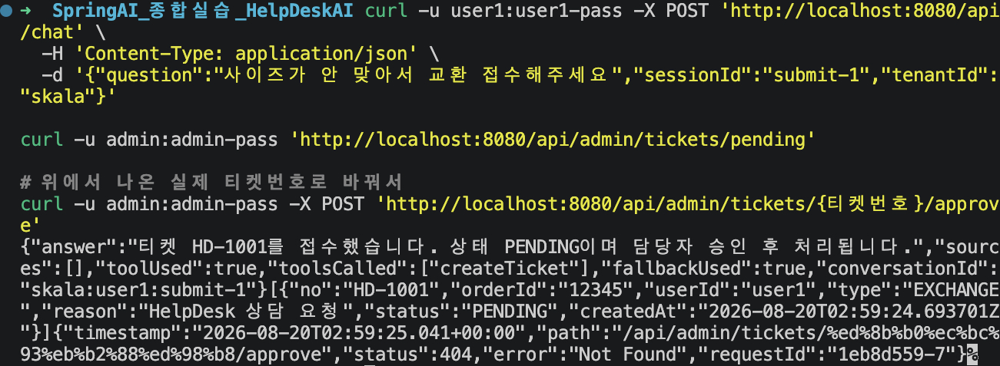 → SpringAI_종합실습_HelpDeskAI curl -u user1:user1-pass -X POST 'http://localhost:8080/api
/chat' \
-H 'Content-Type: application/json' \
-d '{"question":"사이즈가 안 맞아서 교환 접수해주세요","sessionId":"submit-1","tenantId":
"skala"}'
curl -u admin:admin-pass 'http://localhost:8080/api/admin/tickets/pending'
# 위에서 나온 실제 티켓번호로 바꿔서
curl -u admin:admin-pass -X POST 'http://localhost:8080/api/admin/tickets/{티켓번호}/approv
e'
{"answer":"티켓 HD-1001를 접수했습니다. 상태 PENDING이며 담당자 승인 후 처리됩니다.","sourc
es":[],"toolUsed":true,"toolsCalled":["createTicket"],"fallbackUsed":true,"conversationId":
"skala:user1:submit-1"}[{"no":"HD-1001","orderId":"12345","userId":"user1","type":"EXCHANGE
","reason":"HelpDesk 상담 요청","status":"PENDING","createdAt":"2026-08-20T02:59:24.693701Z
"}]{"timestamp":"2026-08-20T02:59:25.041+00:00","path":"/api/admin/tickets/%ed%8b%b0%ec%bc%
93%eb%b2%88%ed%98%b8/approve","status":404,"error":"Not Found","requestId":"1eb8d559-7"}%